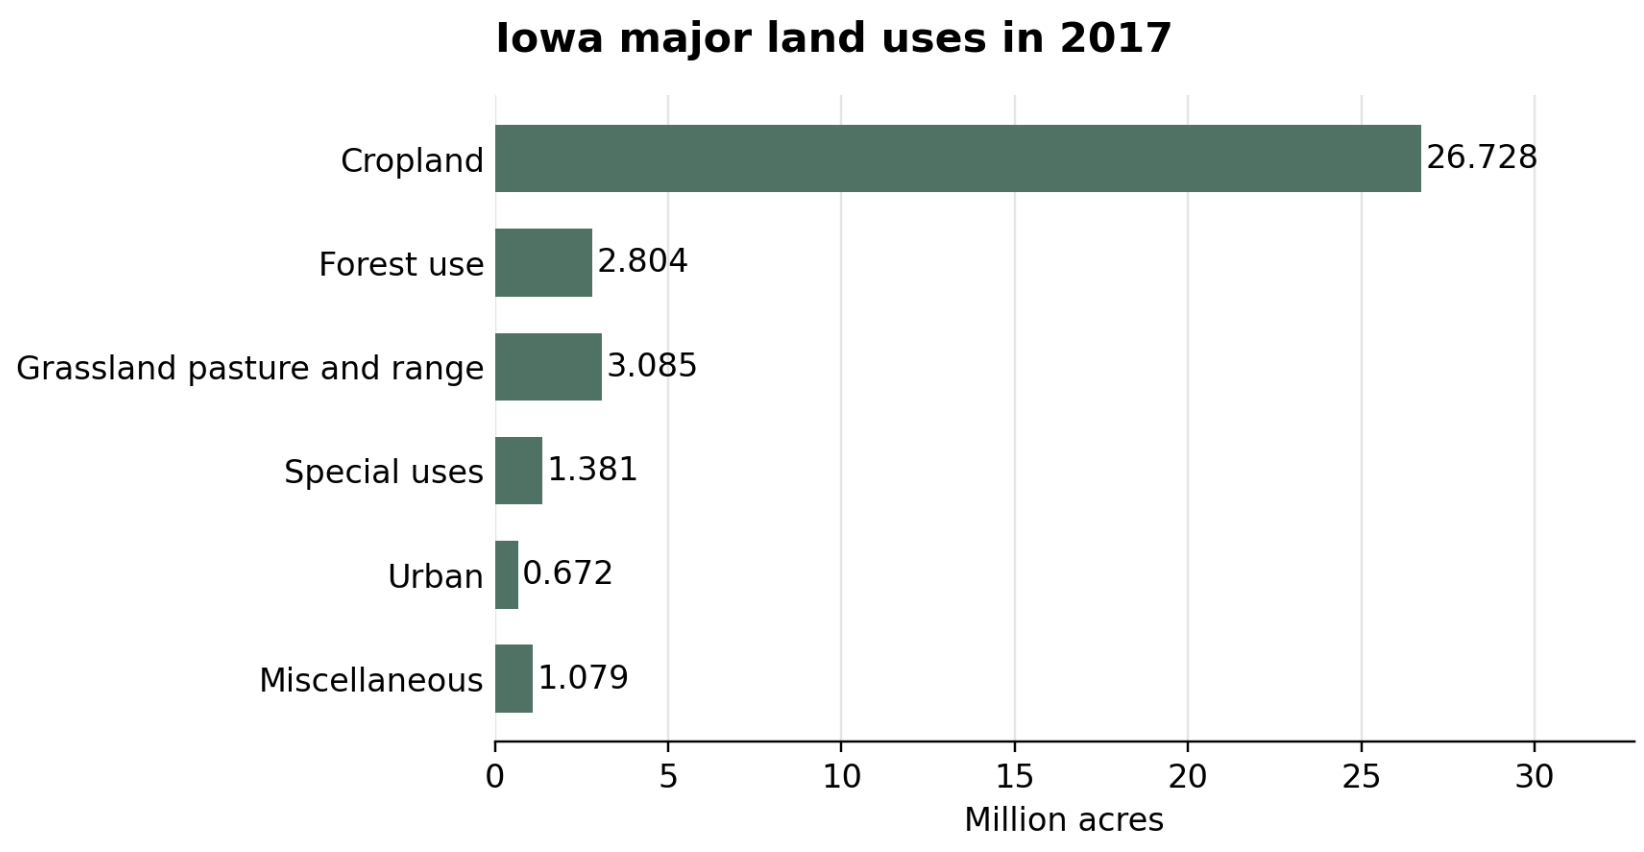 Iowa major land uses in 2017
Cropland 26.728
Forest use 2.804
Grassland pasture and range 3.085
Special uses 1.381
Urban 0.672
Miscellaneous 1.079
0 5 10 15 20 25 30
Million acres